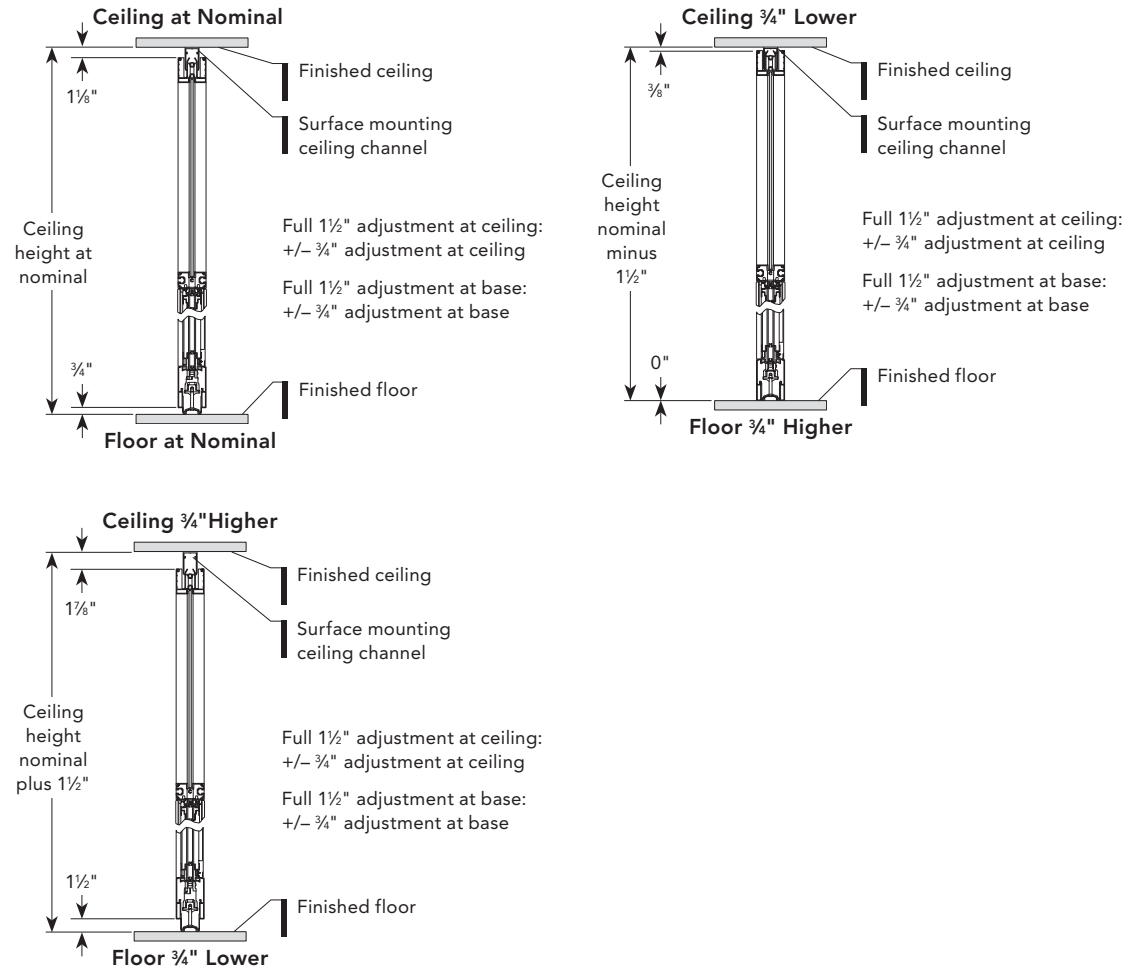 Ceiling at Nominal
1⅛"
Finished ceiling
Surface mounting
ceiling channel
Ceiling
height at
nominal
Full 1½" adjustment at ceiling:
+/– ¾" adjustment at ceiling
Full 1½" adjustment at base:
+/– ¾" adjustment at base
¾"
Finished floor
Floor at Nominal
Ceiling ¾" Lower
⅜"
Finished ceiling
Surface mounting
ceiling channel
Ceiling
height
nominal
minus
1½"
Full 1½" adjustment at ceiling:
+/– ¾" adjustment at ceiling
Full 1½" adjustment at base:
+/– ¾" adjustment at base
0"
Finished floor
Floor ¾" Higher
Ceiling ¾"Higher
1⅞"
Finished ceiling
Surface mounting
ceiling channel
Ceiling
height
nominal
plus 1½"
Full 1½" adjustment at ceiling:
+/– ¾" adjustment at ceiling
Full 1½" adjustment at base:
+/– ¾" adjustment at base
1½"
Finished floor
Floor ¾" Lower